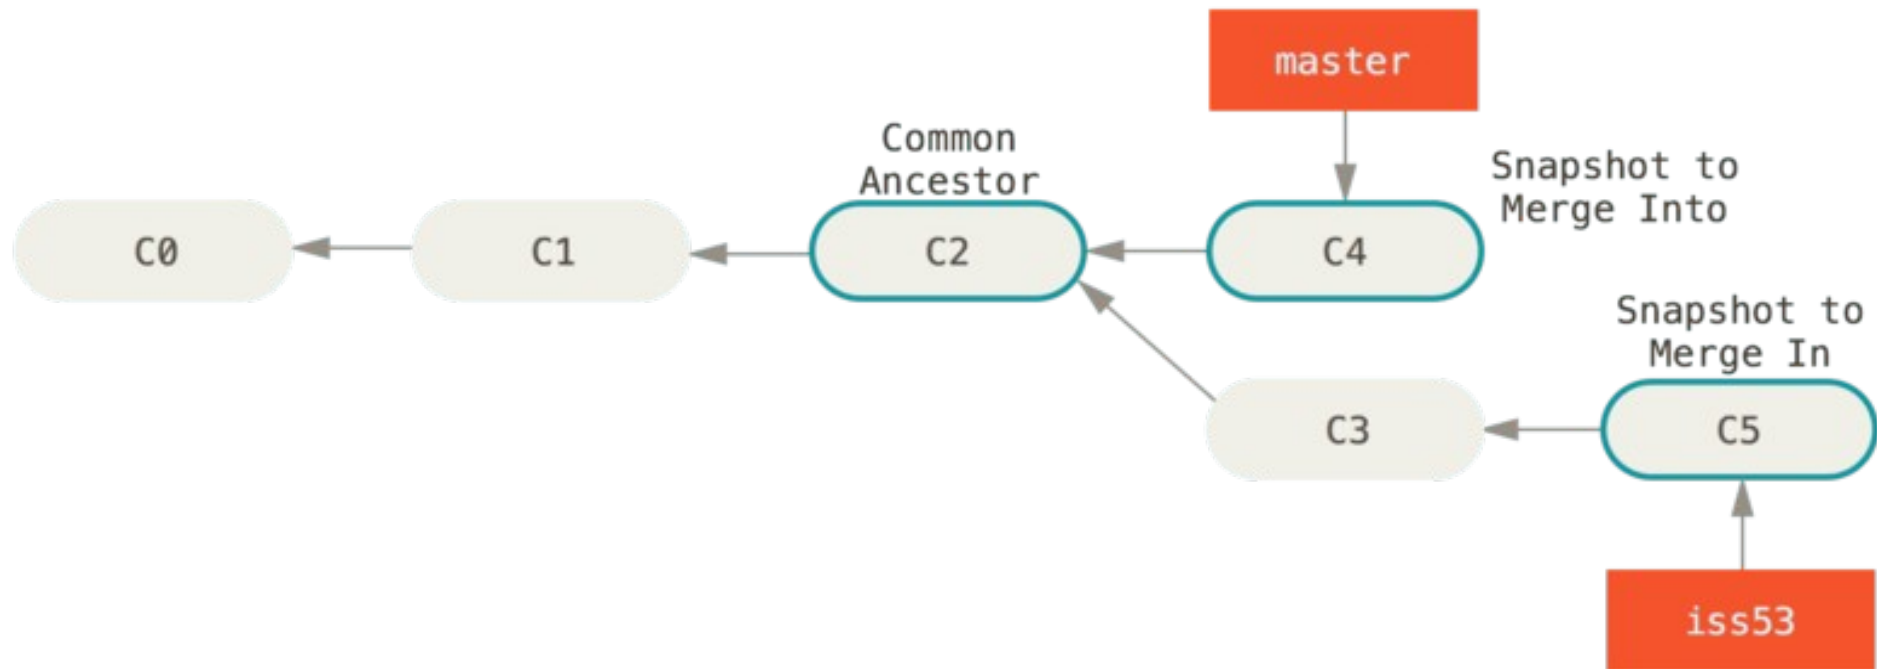 master
Common
Ancestor
Snapshot to
Merge Into
C0
C1
C2
C4
Snapshot to
Merge In
C3
C5
iss53